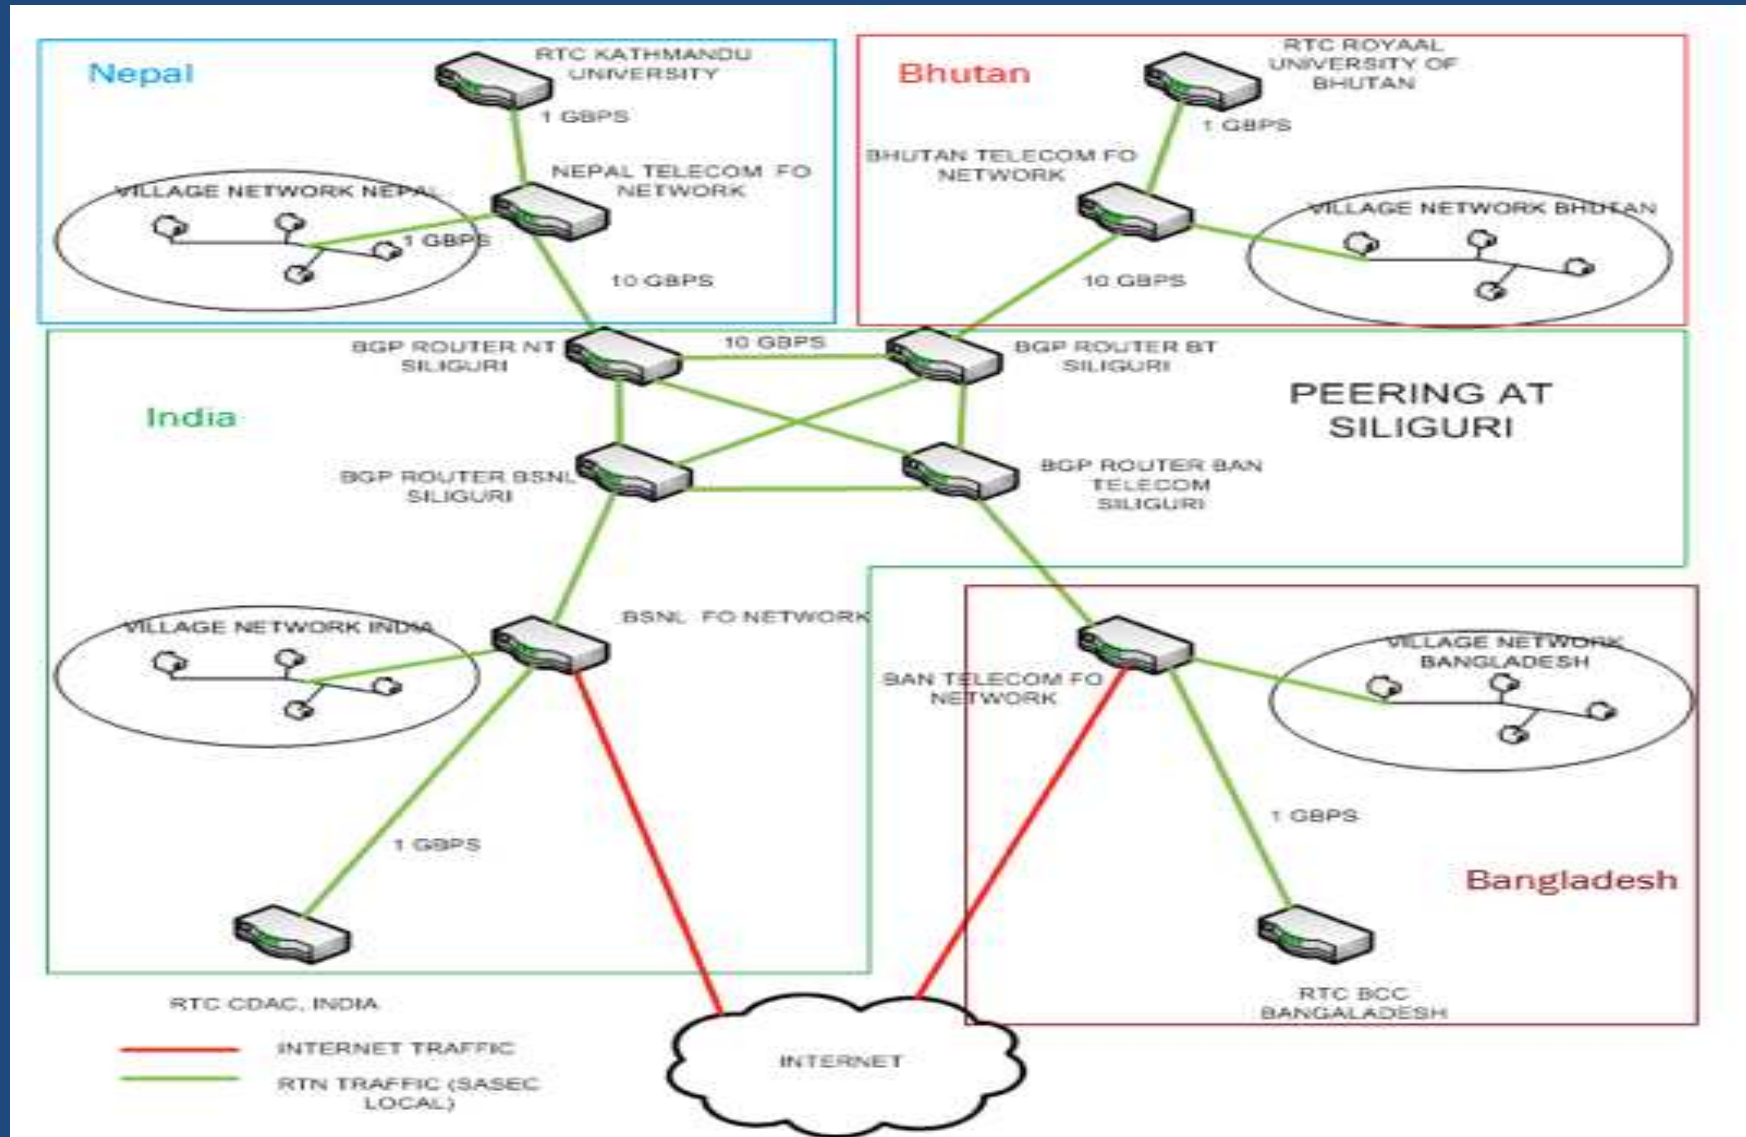 Nepal
RTC KATHMANDU
UNIVERSITY
1 GBPS
NEPAL TELECOM FO
NETWORK
VILLAGE NETWORK NEPAL
1 GBPS
10 GBPS
Bhutan
RTC ROYAAL
UNIVERSITY OF
BHUTAN
1 GBPS
BHUTAN TELECOM FO
NETWORK
VILLAGE NETWORK BHUTAN
10 GBPS
BGP ROUTER NT
SILIGURI
10 GBPS
BGP ROUTER BT
SILIGURI
PEERING AT
SILIGURI
India
BGP ROUTER BSNL
SILIGURI
BGP ROUTER BAN
TELECOM
SILIGURI
VILLAGE NETWORK INDIA
BSNL FO NETWORK
BAN TELECOM FO
NETWORK
VILLAGE NETWORK
BANGLADESH
1 GBPS
1 GBPS
Bangladesh
RTC CDAC, INDIA
RTC BCC
BANGALADESH
INTERNET TRAFFIC
RTN TRAFFIC (SASEC
LOCAL)
INTERNET